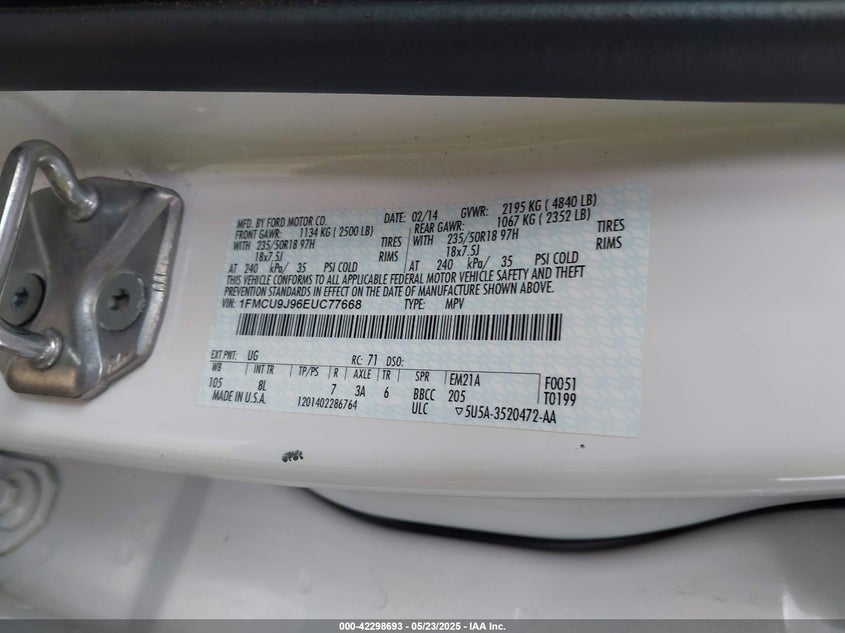 MFD. BY FORD MOTOR CO.
DATE: 02/14 GVWR: 2195 KG ( 4840 LB)
FRONT GAWR: 1134 KG ( 2500 LB) REAR GAWR: 1067 KG ( 2352 LB)
WITH 235/50R18 97H TIRES WITH 235/50R18 97H TIRES
18x7.5J RIMS 18x7.5J RIMS
AT 240 kPa/ 35 PSI COLD AT 240 kPa/ 35 PSI COLD
THIS VEHICLE CONFORMS TO ALL APPLICABLE FEDERAL MOTOR VEHICLE SAFETY AND THEFT
PREVENTION STANDARDS IN EFFECT ON THE DATE OF MANUFACTURE SHOWN ABOVE.
VIN: 1FMCU9J96EUC77668 TYPE: MPV
EXT PNT: UG RC: 71 DSO:
WB INT TR TP/PS R AXLE TR SPR EM21A F0051
105 8L 7 3A 6 BBCC 205 T0199
MADE IN U.S.A. 1201402286764 ULC ▽5U5A-3520472-AA
000-42298693 — 05/23/2025 — IAA Inc.